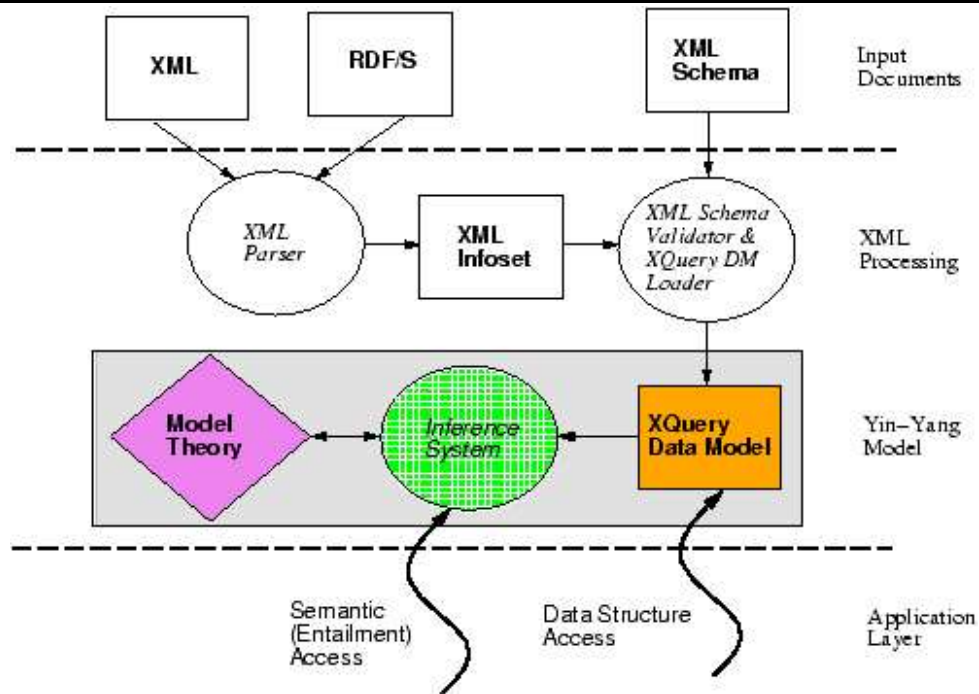 XML
RDF/S
XML
Schema
Input
Documents
XML
Parser
XML
Infoset
XML Schema
Validator &
XQuery DM
Loader
XML
Processing
Model
Theory
Inference
System
XQuery
Data Model
Yin–Yang
Model
Semantic
(Entailment)
Access
Data Structure
Access
Application
Layer